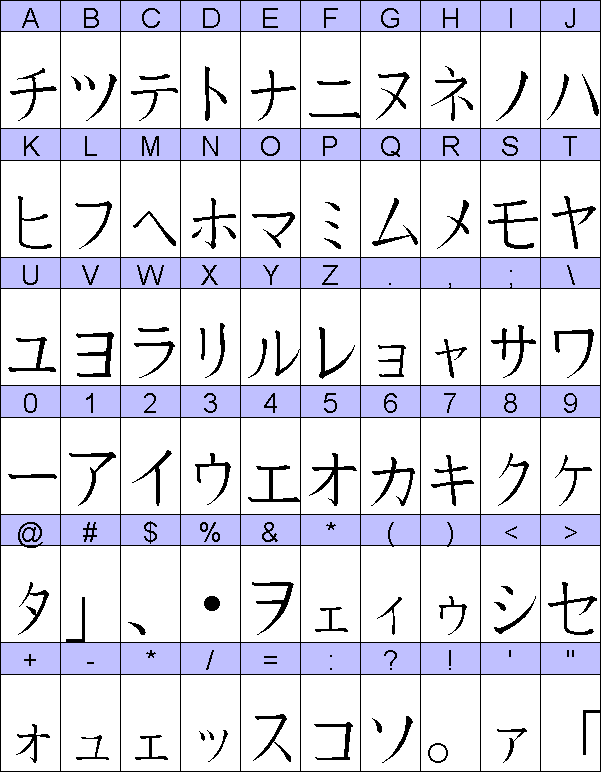 A B C D E F G H I J
チ ツ テ ト ナ ニ ヌ ネ ノ ハ
K L M N O P Q R S T
ヒ フ ヘ ホ マ ミ ム メ モ ヤ
U V W X Y Z . , ; \
ユ ヨ ラ リ ル レ ョ ャ サ ワ
0 1 2 3 4 5 6 7 8 9
ー ア イ ウ エ オ カ キ ク ケ
@ # $ % & * ( ) < >
タ 」 、 ・ ヲ ェ ィ ゥ シ セ
+ - * / = : ? ! ' "
ォ ュ ェ ッ ス コ ソ 。 ァ 「